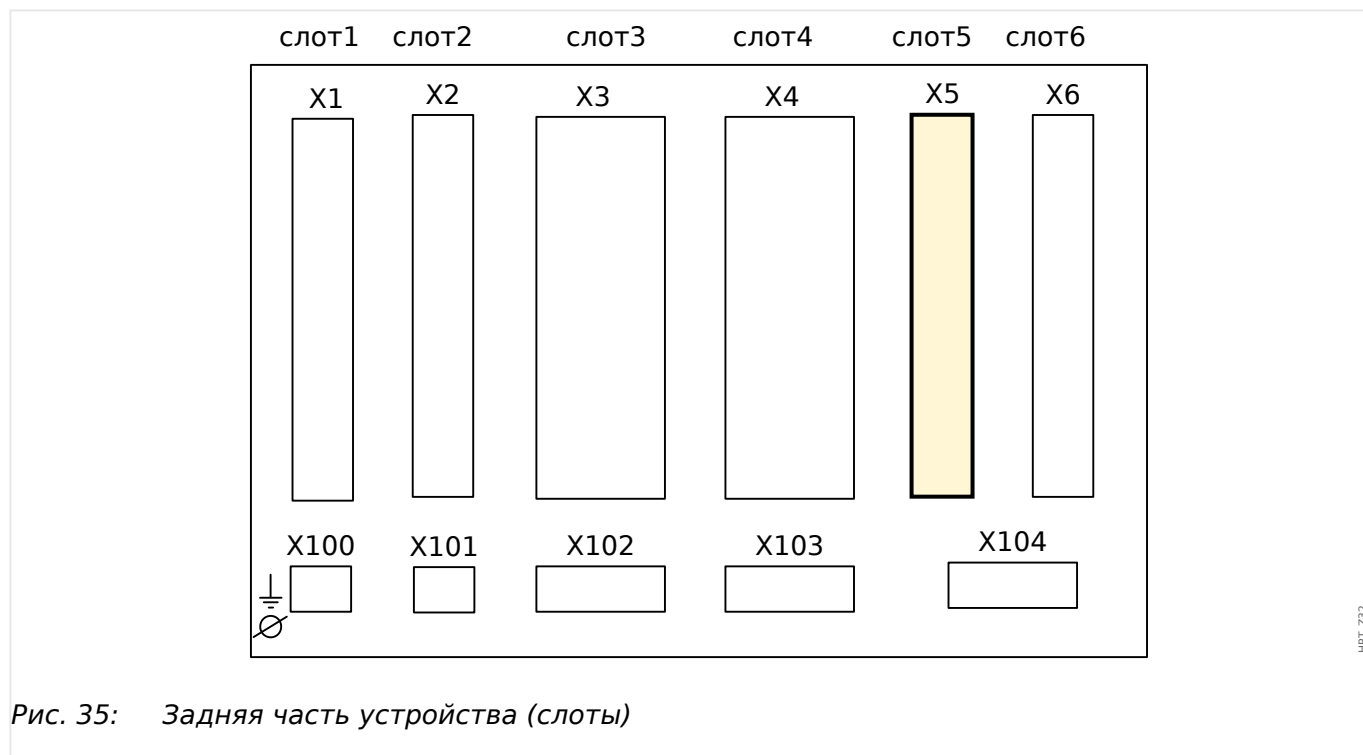 слот1 слот2 слот3 слот4 слот5 слот6
X1 X2 X3 X4 X5 X6
X100 X101 X102 X103 X104
Рис. 35: Задняя часть устройства (слоты)